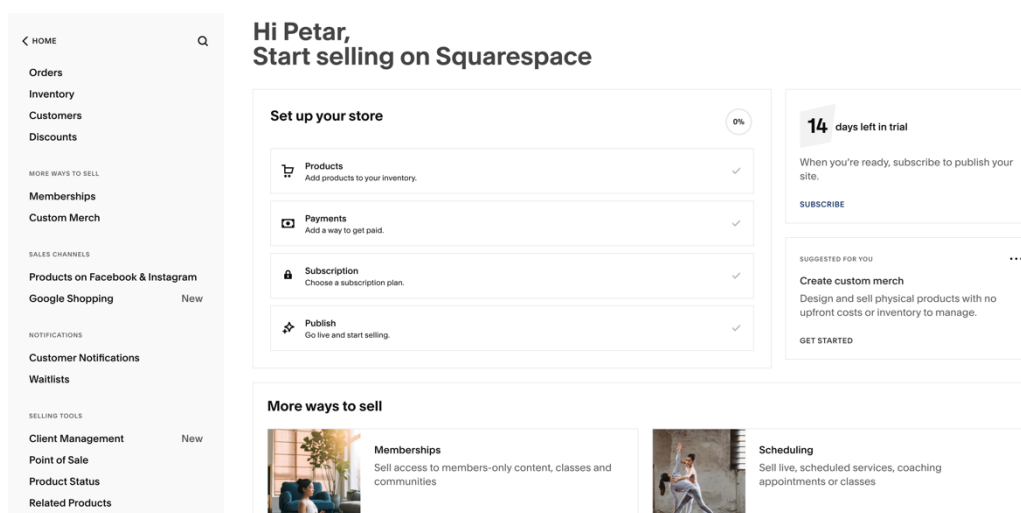 HOME
Orders
Inventory
Customers
Discounts
MORE WAYS TO SELL
Memberships
Custom Merch
SALES CHANNELS
Products on Facebook & Instagram
Google Shopping New
NOTIFICATIONS
Customer Notifications
Waitlists
SELLING TOOLS
Client Management New
Point of Sale
Product Status
Related Products
Hi Petar,
Start selling on Squarespace
Set up your store
0%
Products
Add products to your inventory.
Payments
Add a way to get paid.
Subscription
Choose a subscription plan.
Publish
Go live and start selling.
14 days left in trial
When you're ready, subscribe to publish your
site.
SUBSCRIBE
SUGGESTED FOR YOU
Create custom merch
Design and sell physical products with no
upfront costs or inventory to manage.
GET STARTED
More ways to sell
Memberships
Sell access to members-only content, classes and
communities
Scheduling
Sell live, scheduled services, coaching
appointments or classes